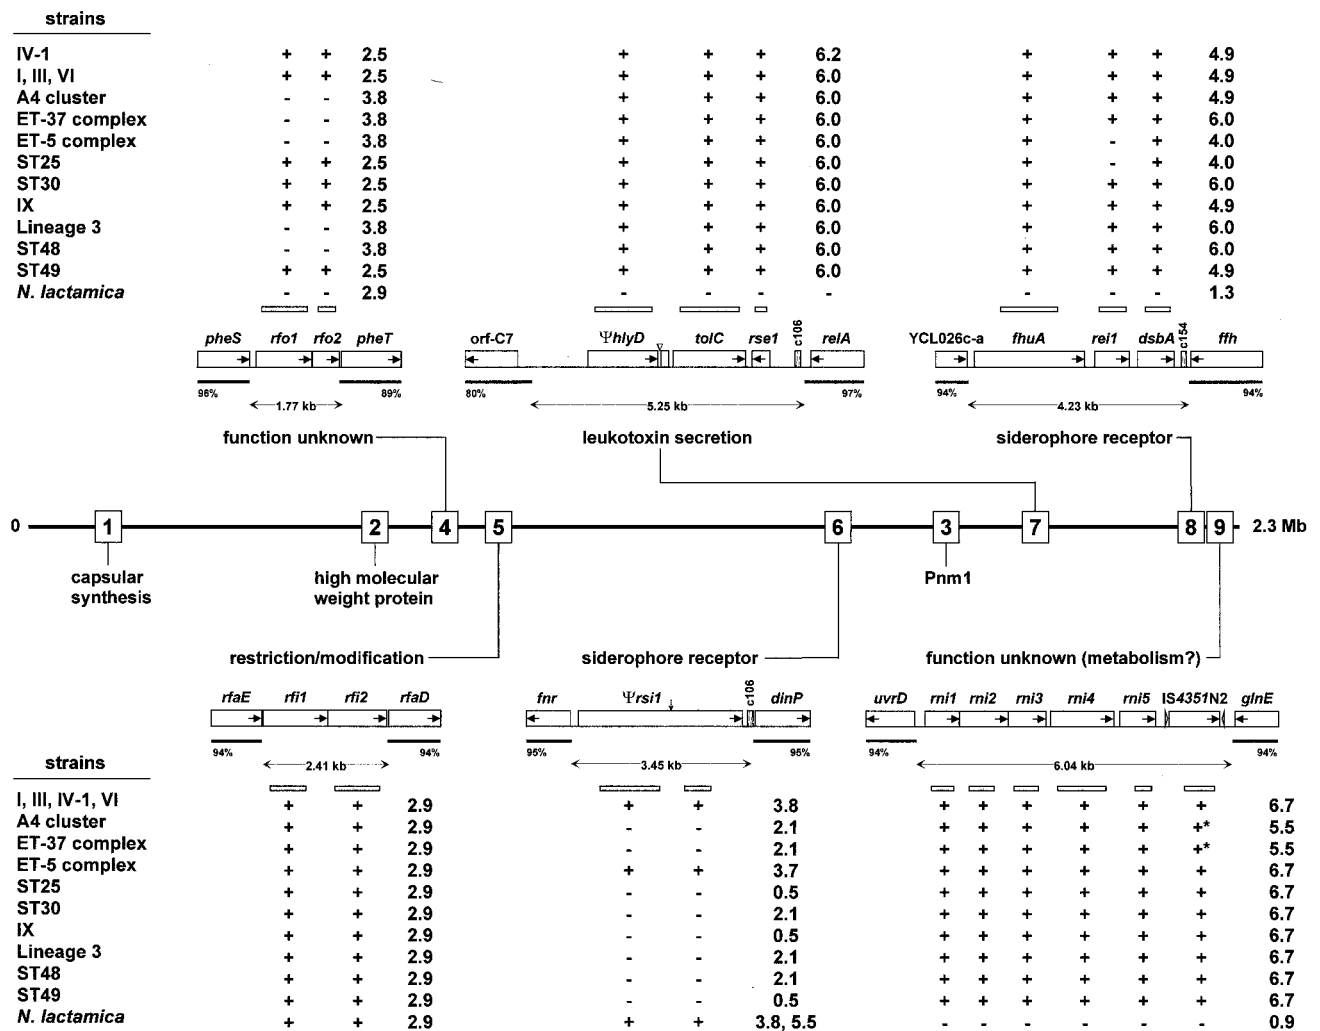 strains
IV-1 + + 2.5 + + + 6.2 + + + 4.9
I, III, VI + + 2.5 + + + 6.0 + + + 4.9
A4 cluster - - 3.8 + + + 6.0 + + + 4.9
ET-37 complex - - 3.8 + + + 6.0 + + + 6.0
ET-5 complex - - 3.8 + + + 6.0 + - + 4.0
ST25 + + 2.5 + + + 6.0 + - + 4.0
ST30 + + 2.5 + + + 6.0 + + + 6.0
IX + + 2.5 + + + 6.0 + + + 4.9
Lineage 3 - - 3.8 + + + 6.0 + + + 6.0
ST48 - - 3.8 + + + 6.0 + + + 6.0
ST49 + + 2.5 + + + 6.0 + + + 4.9
N. lactamica - - 2.9 - - - - - - - 1.3
pheS rfo1 rfo2 pheT orf-C7 ΨhlyD tolC rse1 c106 relA YCL026c-a fhuA rei1 dsbA c154 ffh
96% 89% 80% 97% 94% 94%
1.77 kb 5.25 kb 4.23 kb
function unknown leukotoxin secretion siderophore receptor
0 1 2 4 5 6 3 7 8 9 2.3 Mb
capsular synthesis
high molecular weight protein
Pnm1
restriction/modification siderophore receptor function unknown (metabolism?)
rfaE rfi1 rfi2 rfaD fnr Ψrsi1 c106 dinP uvrD rni1 rni2 rni3 rni4 rni5 IS4351N2 glnE
94% 94% 95% 95% 94% 94%
strains 2.41 kb 3.45 kb 6.04 kb
I, III, IV-1, VI + + 2.9 + + 3.8 + + + + + + 6.7
A4 cluster + + 2.9 - - 2.1 + + + + + +* 5.5
ET-37 complex + + 2.9 - - 2.1 + + + + + +* 5.5
ET-5 complex + + 2.9 + + 3.7 + + + + + + 6.7
ST25 + + 2.9 - - 0.5 + + + + + + 6.7
ST30 + + 2.9 - - 2.1 + + + + + + 6.7
IX + + 2.9 - - 0.5 + + + + + + 6.7
Lineage 3 + + 2.9 - - 2.1 + + + + + + 6.7
ST48 + + 2.9 - - 2.1 + + + + + + 6.7
ST49 + + 2.9 - - 0.5 + + + + + + 6.7
N. lactamica + + 2.9 + + 3.8, 5.5 - - - - - - 0.9